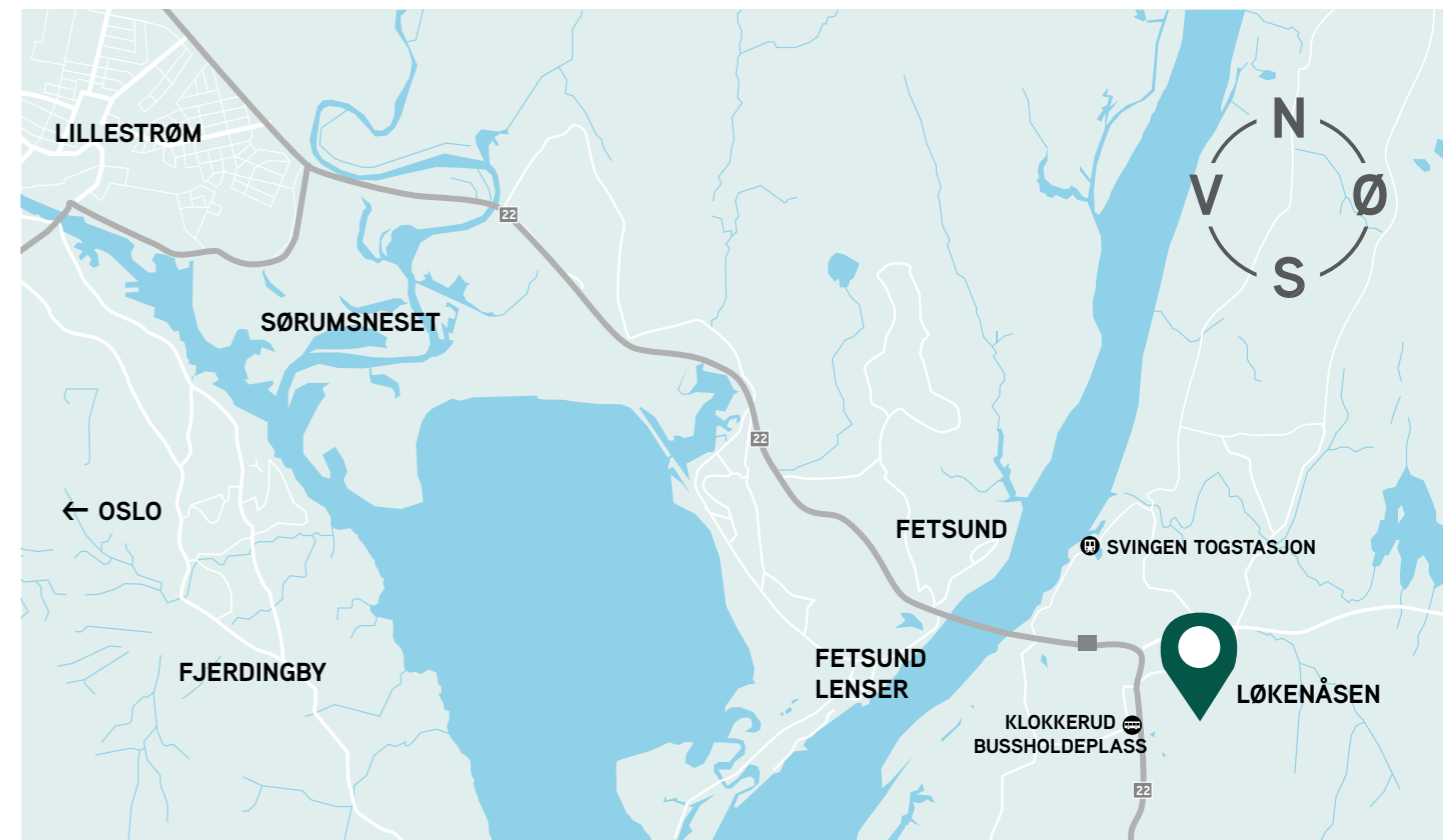 N
LILLESTRØM
V
Ø
22
S
SØRUMSNESET
22
← OSLO
FETSUND
SVINGEN TOGSTASJON
FJERDINGBY
FETSUND
LENSER
LØKENÅSEN
KLOKKERUD
BUSSHOLDEPLASS
22